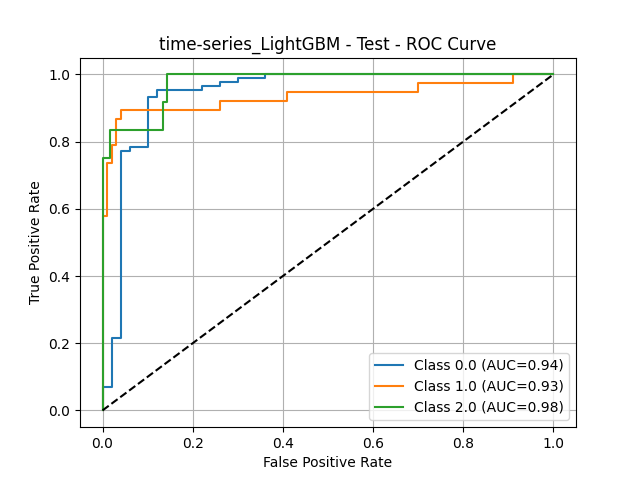 time-series_LightGBM - Test - ROC Curve
True Positive Rate
1.0
0.8
0.6
0.4
0.2
0.0
Class 0.0 (AUC=0.94)
Class 1.0 (AUC=0.93)
Class 2.0 (AUC=0.98)
0.0 0.2 0.4 0.6 0.8 1.0
False Positive Rate